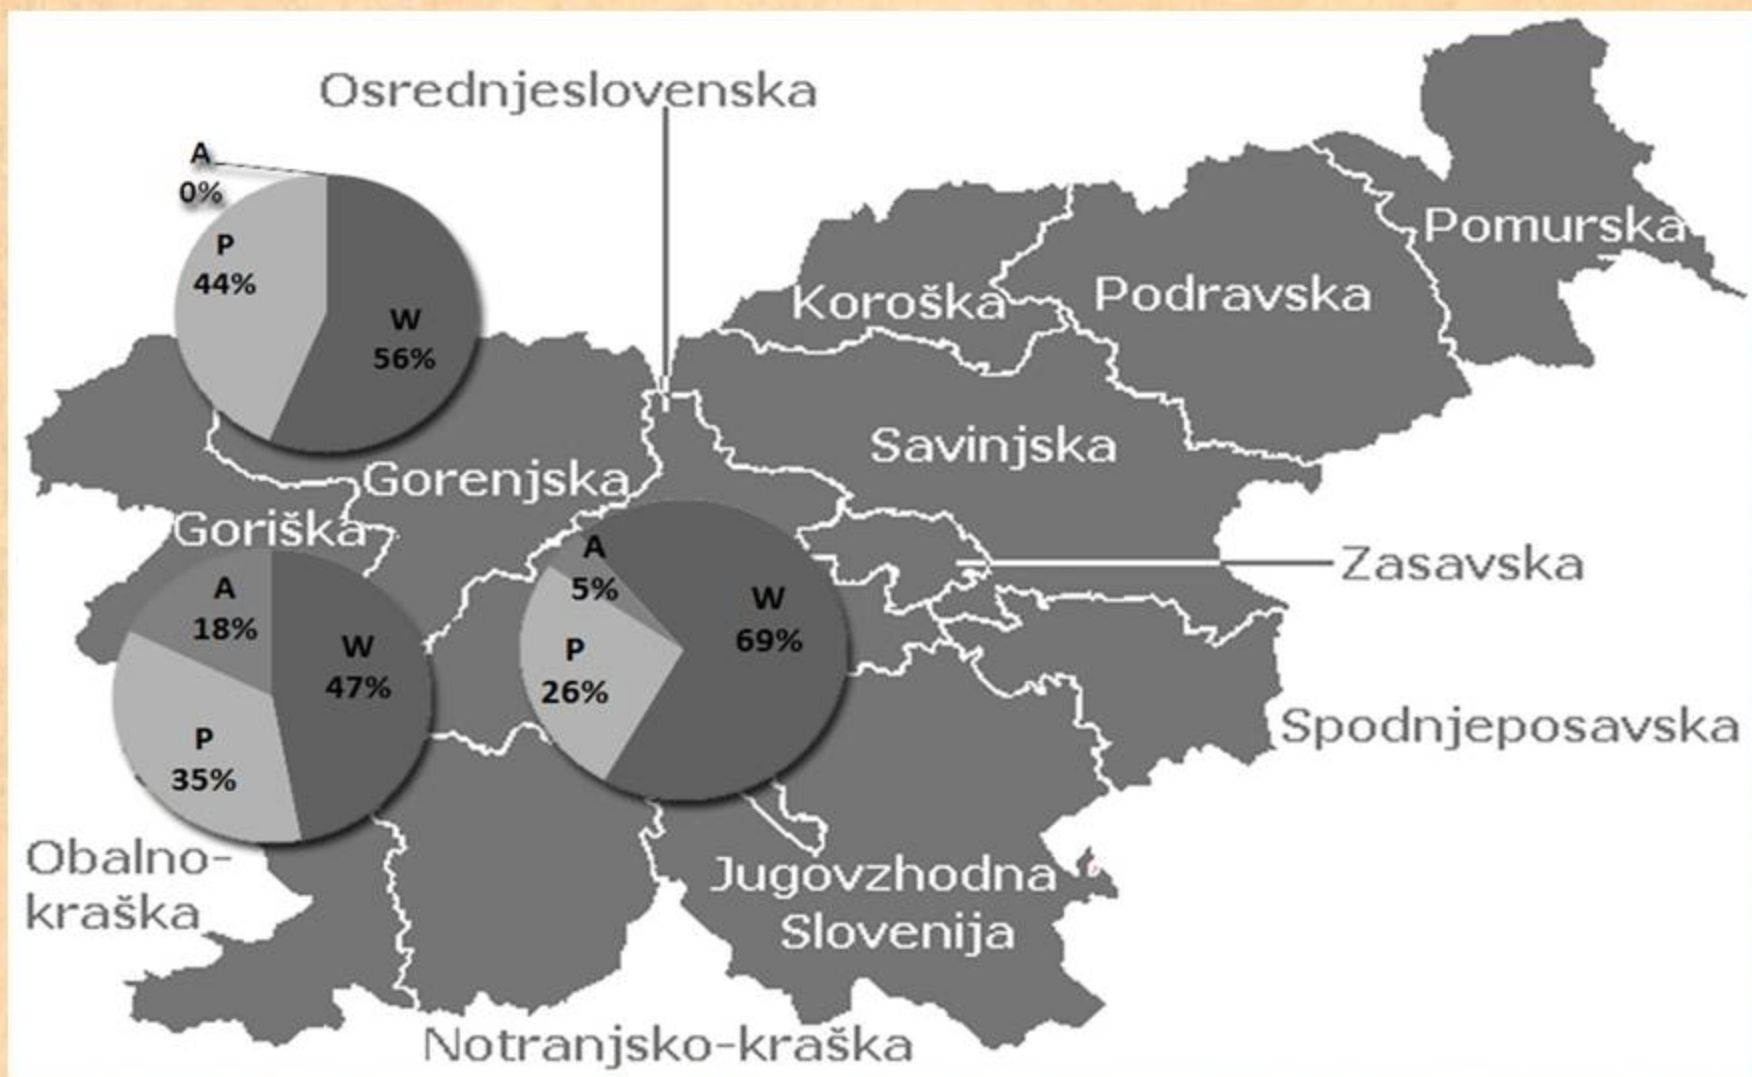 Osrednjeslovenska
A
0%
P
44%
W
56%
Pomurska
Koroška
Podravska
Savinjska
Gorenjska
Goriška
Zasavska
A
5%
W
69%
P
26%
A
18%
W
47%
P
35%
Spodnjeposavska
Obalno-
kraška
Jugovzhodna
Slovenija
Notranjsko-kraška